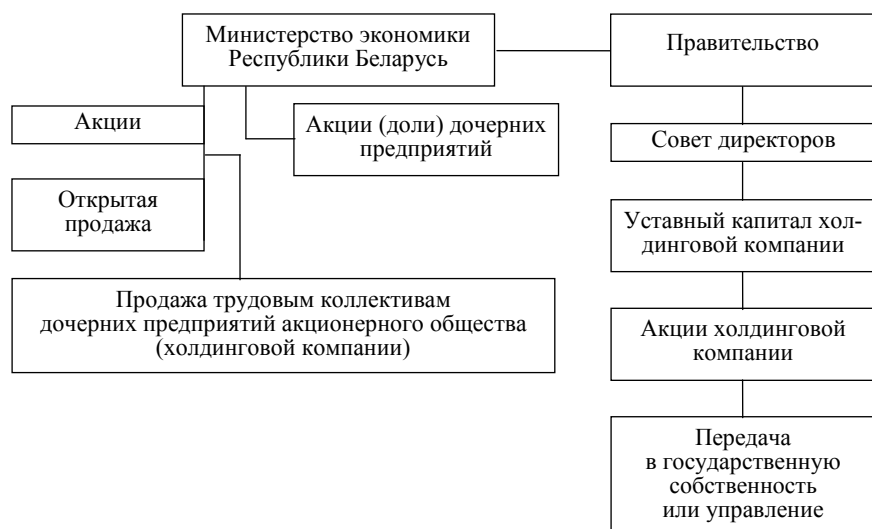 Министерство экономики
Республики Беларусь
Правительство
Акции
Акции (доли) дочерних
предприятий
Совет директоров
Открытая
продажа
Уставный капитал хол-
динговой компании
Продажа трудовым коллективам
дочерних предприятий акционерного общества
(холдинговой компании)
Акции холдинговой
компании
Передача
в государственную
собственность
или управление